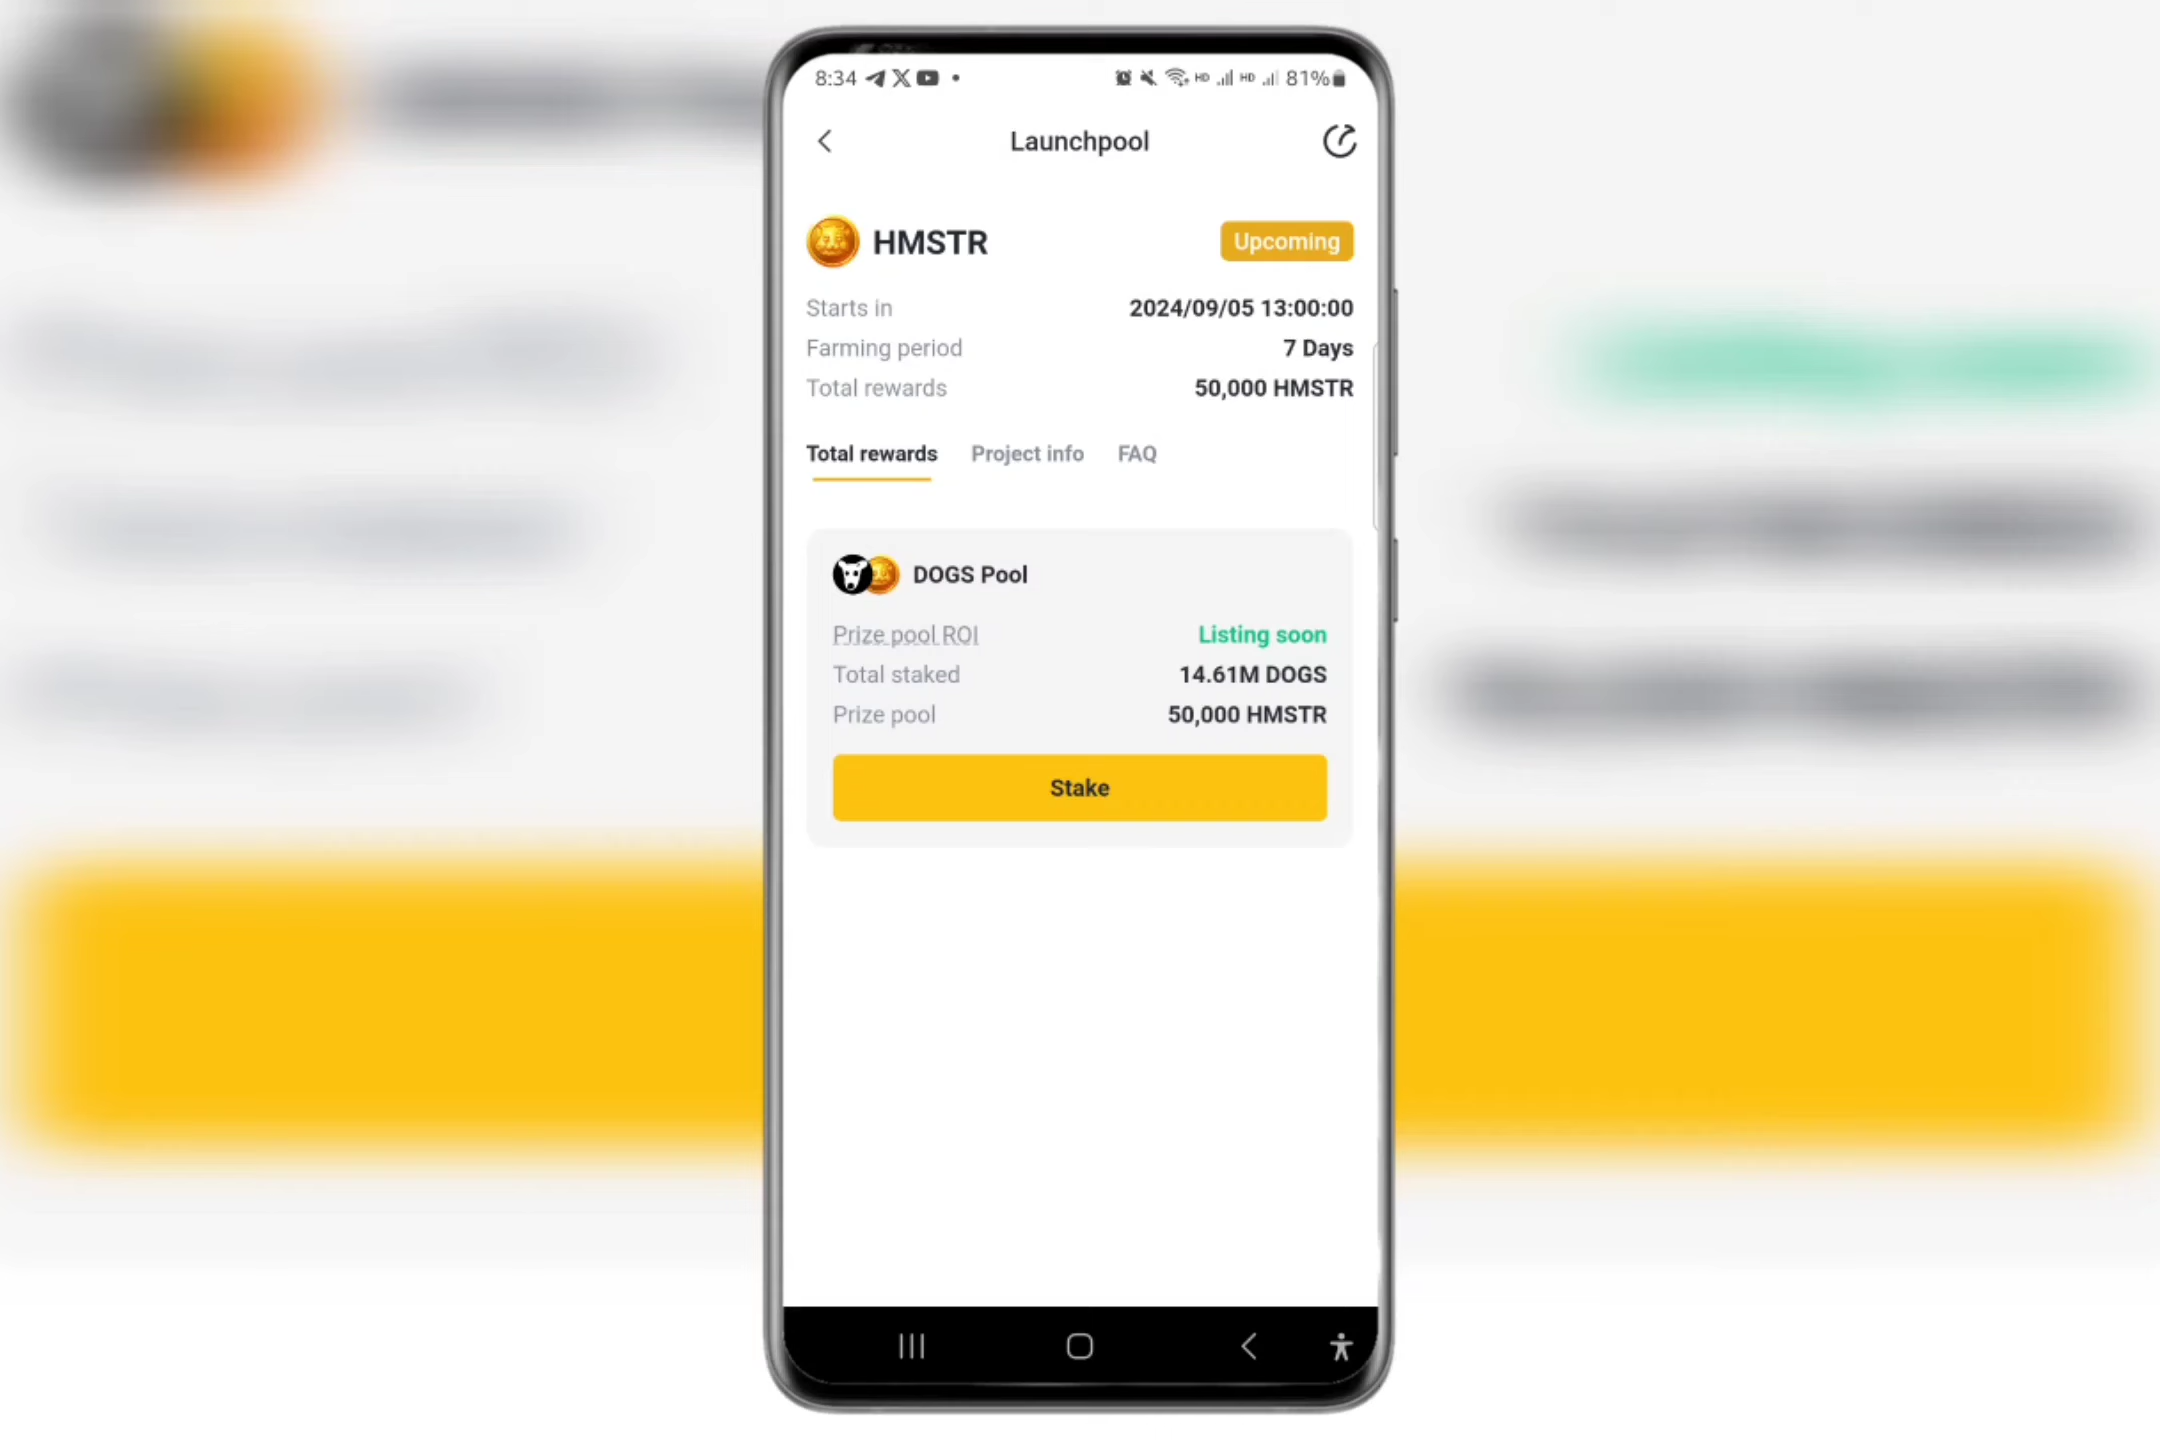 8:34 HD HD 81%
Launchpool
HMSTR Upcoming
Starts in 2024/09/05 13:00:00
Farming period 7 Days
Total rewards 50,000 HMSTR
Total rewards Project info FAQ
DOGS Pool
Prize pool ROI Listing soon
Total staked 14.61M DOGS
Prize pool 50,000 HMSTR
Stake